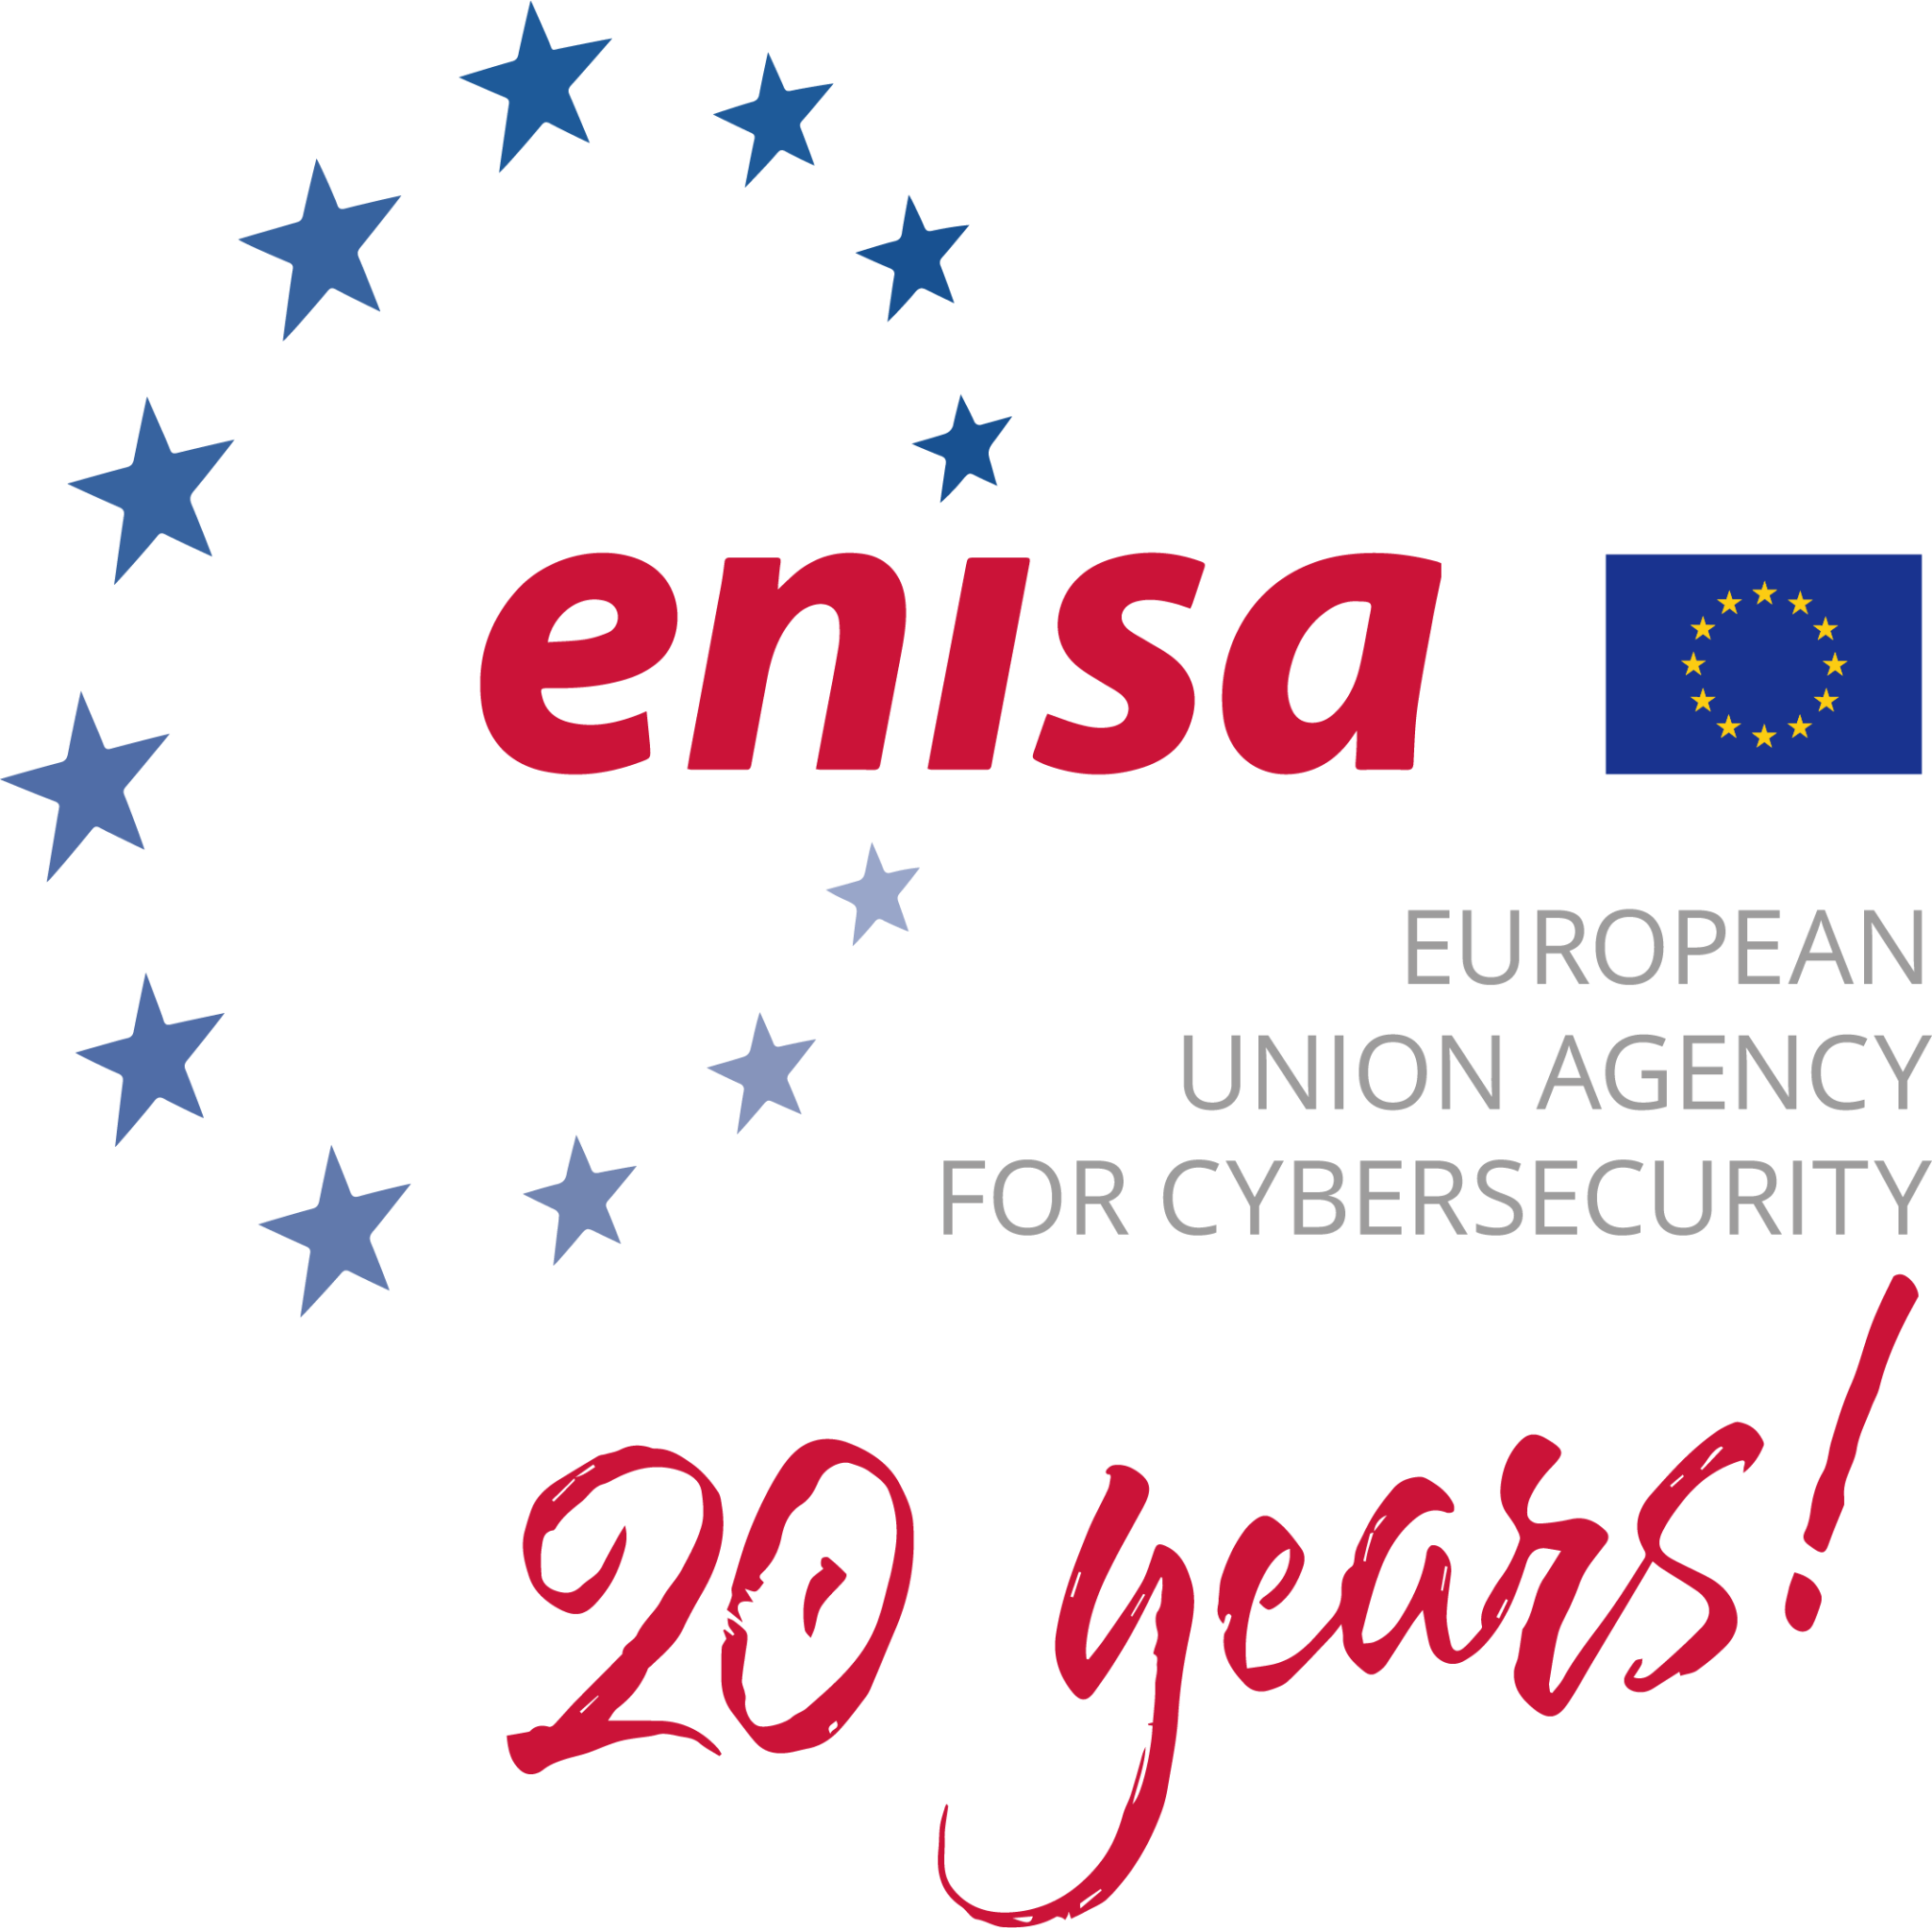 enisa
EUROPEAN
UNION AGENCY
FOR CYBERSECURITY
20 years!